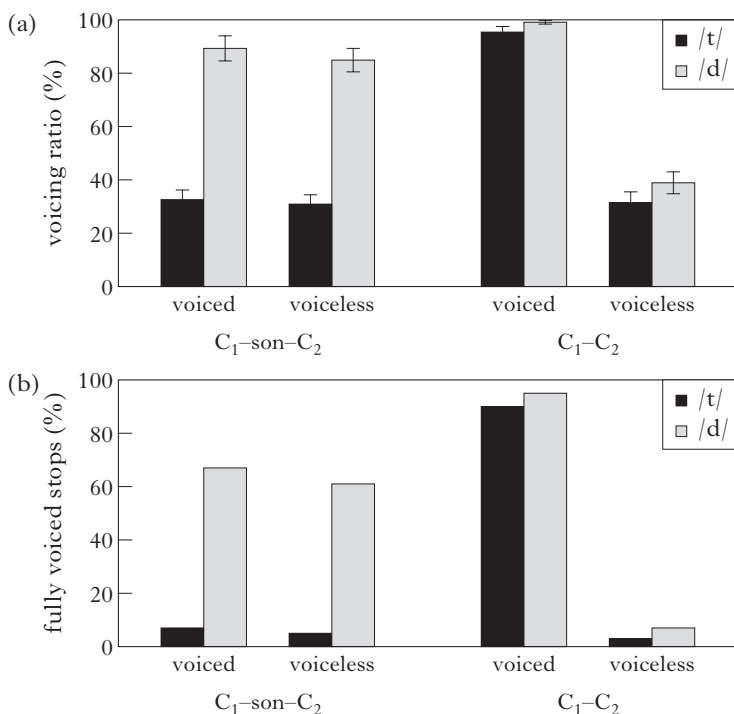 (a)
voicing ratio (%)
100
80
60
40
20
0
/t/
/d/
voiced voiceless voiced voiceless
C₁–son–C₂ C₁–C₂
(b)
fully voiced stops (%)
100
80
60
40
20
0
/t/
/d/
voiced voiceless voiced voiceless
C₁–son–C₂ C₁–C₂